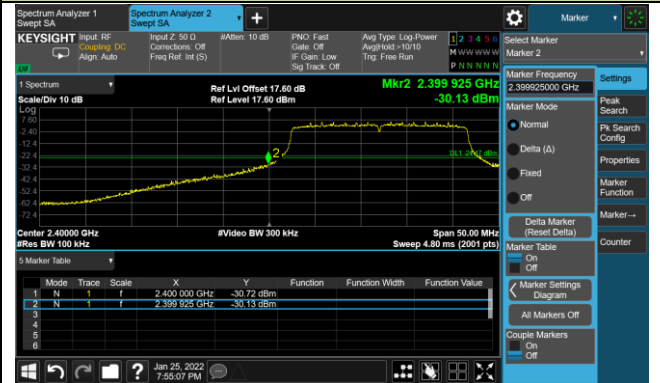 Spectrum Analyzer 1
Swept SA
Spectrum Analyzer 2
Swept SA
+
Marker
KEYSIGHT
Input: RF
Coupling: DC
Align: Auto
Input Z: 50 Ω
Corrections: Off
Freq Ref: Int (S)
#Atten: 10 dB
PNO: Fast
Gate: Off
IF Gain: Low
Sig Track: Off
Avg Type: Log-Power
Avg|Hold:>10/10
Trig: Free Run
1 2 3 4 5 6
M W W W W W
P N N N N N
1 Spectrum
Scale/Div 10 dB
Ref Lvl Offset 17.60 dB
Ref Level 17.60 dBm
Mkr2 2.399 925 GHz
-30.13 dBm
Log
7.60
-2.40
-12.4
-22.4
-32.4
-42.4
-52.4
-62.4
-72.4
2
Center 2.40000 GHz
#Res BW 100 kHz
#Video BW 300 kHz
Span 50.00 MHz
Sweep 4.80 ms (2001 pts)
5 Marker Table
Mode Trace Scale X Y Function Function Width Function Value
1 N 1 f 2.400 000 GHz -30.72 dBm
2 N 1 f 2.399 925 GHz -30.13 dBm
3
4
5
6
Jan 25, 2022
7:55:07 PM
?
Select Marker
Marker 2
Marker Frequency
2.399925000 GHz
Marker Mode
Normal
Delta (Δ)
Fixed
Off
Delta Marker
(Reset Delta)
Marker Table
On
Off
Marker Settings
Diagram
All Markers Off
Couple Markers
On
Off
Settings
Peak
Search
Pk Search
Config
Properties
Marker
Function
Marker→
Counter